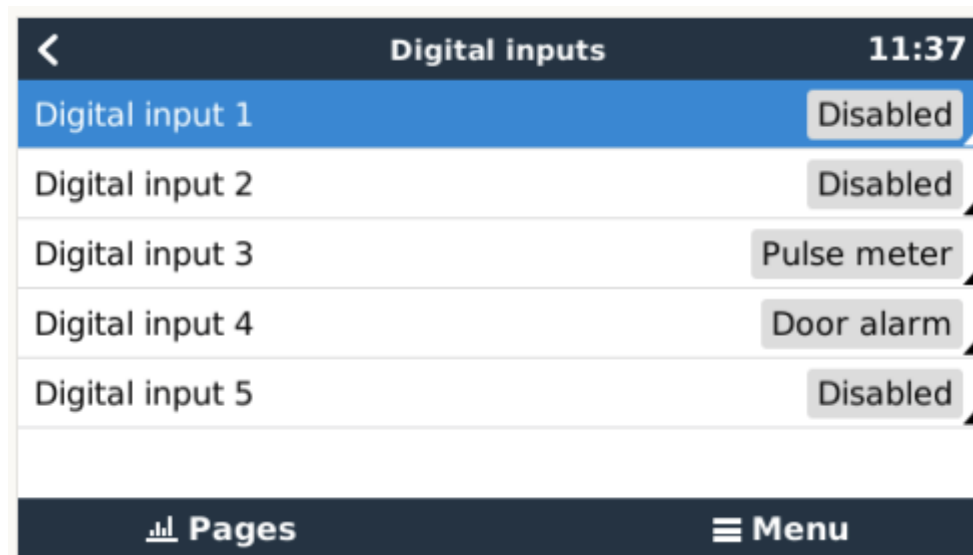 Digital inputs 11:37
Digital input 1 Disabled
Digital input 2 Disabled
Digital input 3 Pulse meter
Digital input 4 Door alarm
Digital input 5 Disabled
Pages Menu